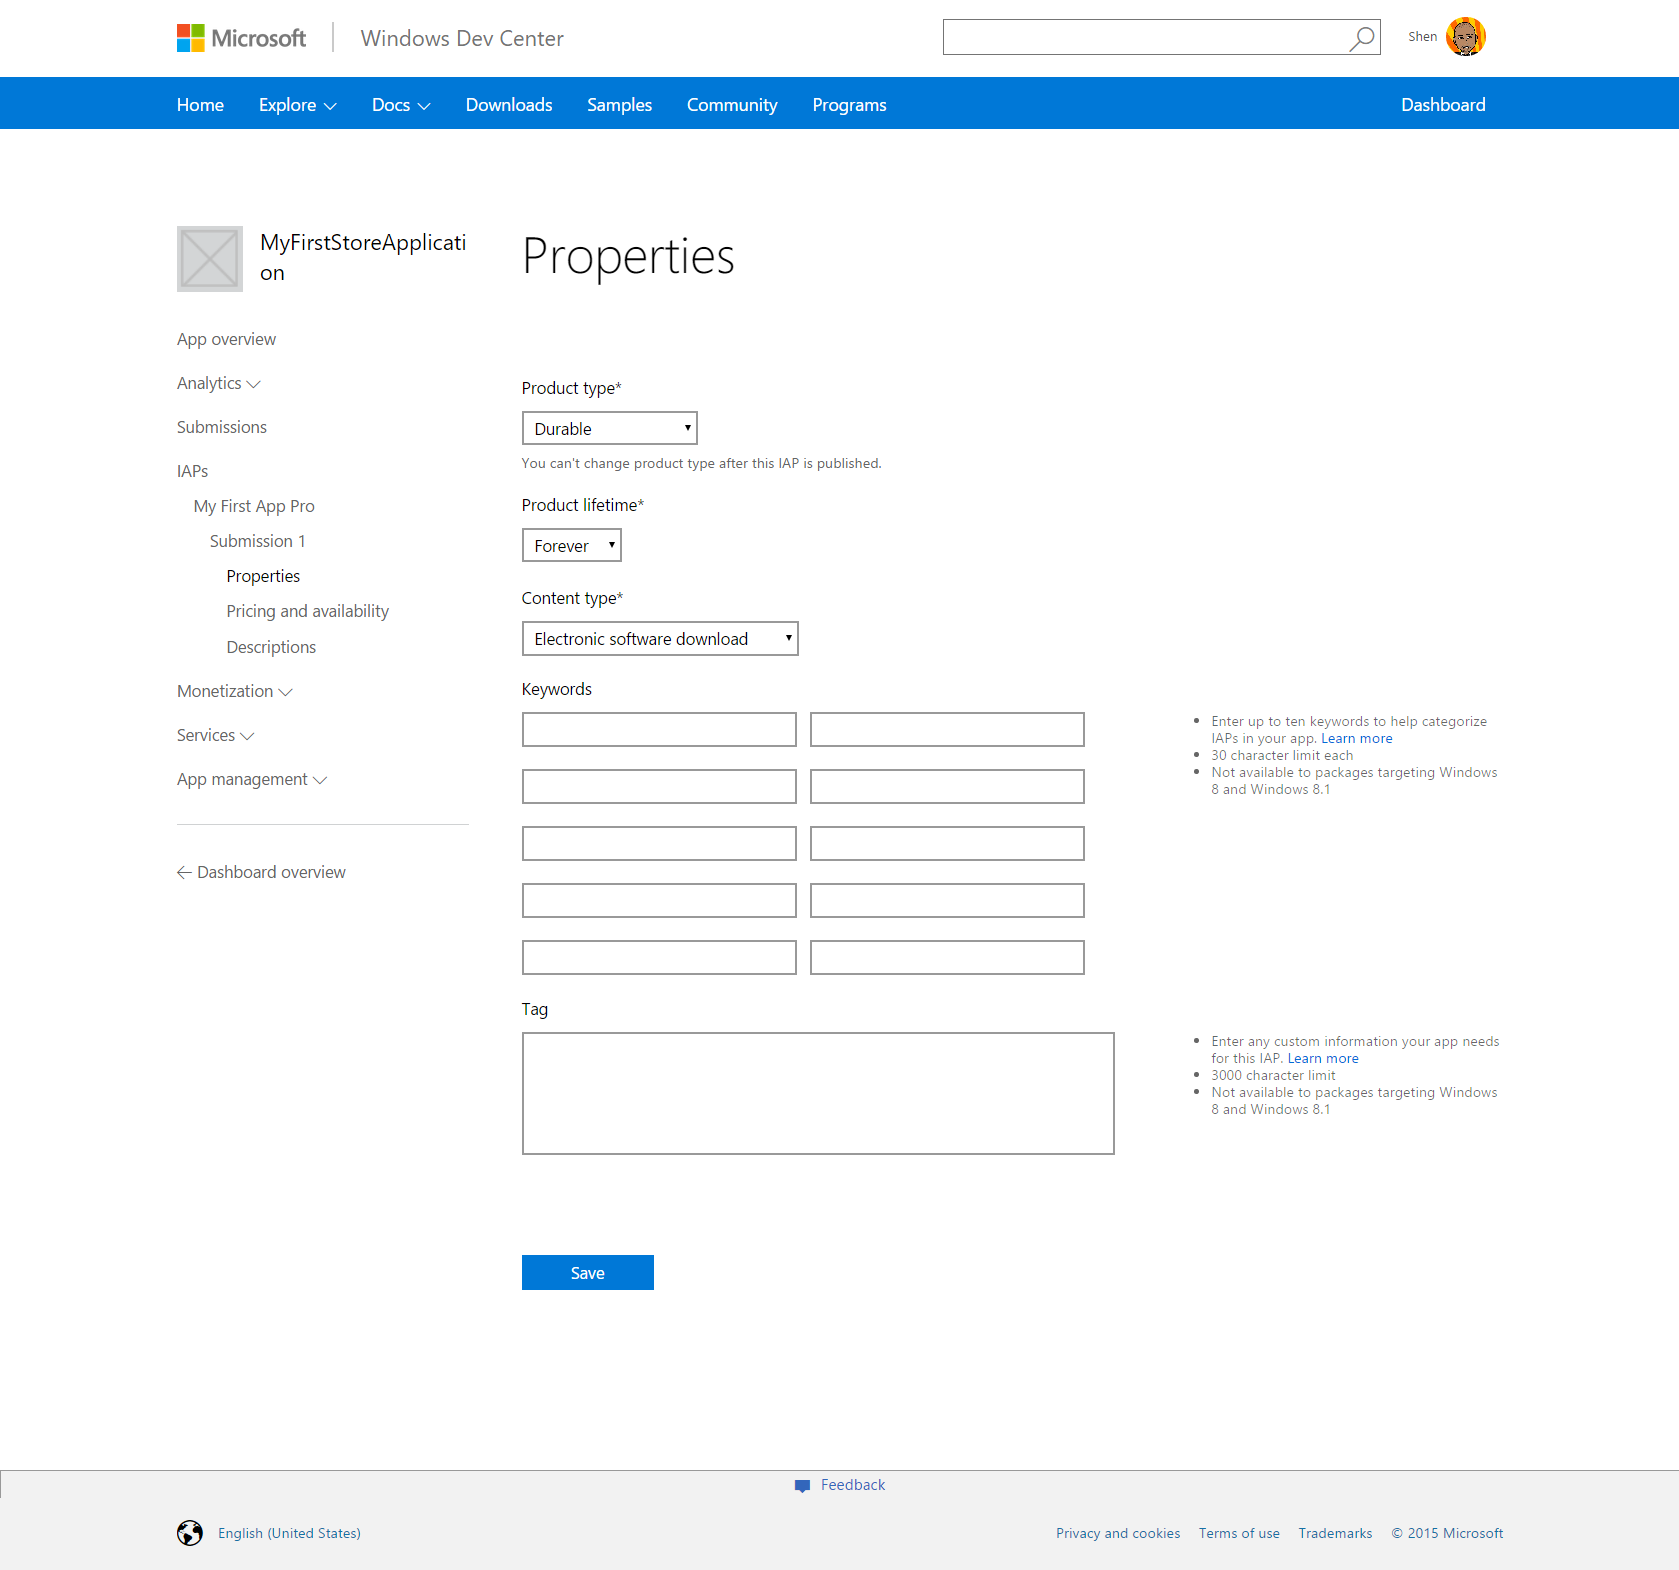 Microsoft
Windows Dev Center
Shen
Home
Explore
Docs
Downloads
Samples
Community
Programs
Dashboard
MyFirstStoreApplicati
on
App overview
Analytics
Submissions
IAPs
My First App Pro
Submission 1
Properties
Pricing and availability
Descriptions
Monetization
Services
App management
Dashboard overview
Properties
Product type*
Durable
You can't change product type after this IAP is published.
Product lifetime*
Forever
Content type*
Electronic software download
Keywords
Enter up to ten keywords to help categorize
IAPs in your app. Learn more
30 character limit each
Not available to packages targeting Windows
8 and Windows 8.1
Tag
Enter any custom information your app needs
for this IAP. Learn more
3000 character limit
Not available to packages targeting Windows
8 and Windows 8.1
Save
Feedback
English (United States)
Privacy and cookies
Terms of use
Trademarks
© 2015 Microsoft